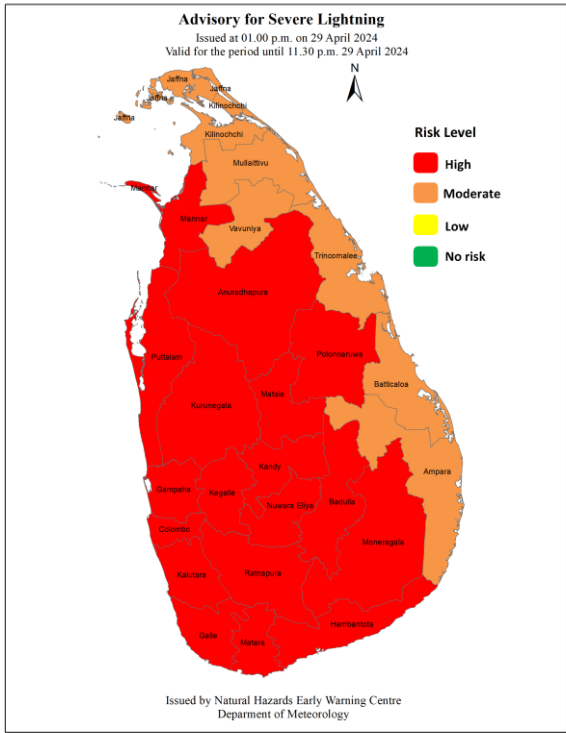 Advisory for Severe Lightning
Issued at 01.00 p.m. on 29 April 2024
Valid for the period until 11.30 p.m. 29 April 2024
N
Jaffna
Jaffna
Jaffna
Kilinochchi
Jaffna
Kilinochchi
Risk Level
Mullaittivu
High
Mannar
Moderate
Mannar
Vavuniya
Low
Trincomalee
No risk
Anuradhapura
Puttalam
Polonnaruwa
Batticaloa
Matale
Kurunegala
Kandy
Ampara
Gampaha
Kegalle
Nuwara Eliya
Badulla
Colombo
Moneragala
Kalutara
Ratnapura
Hambantota
Galle
Matara
Issued by Natural Hazards Early Warning Centre
Deparment of Meteorology